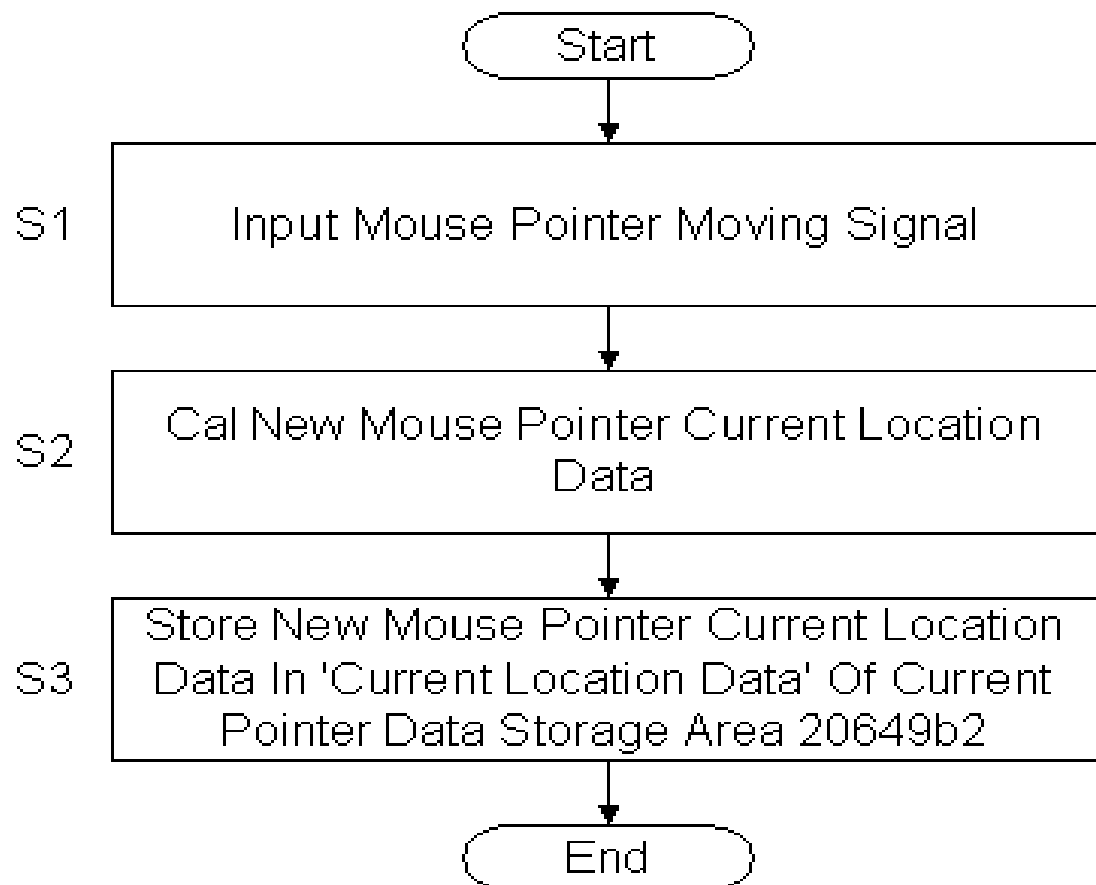 Start
S1
Input Mouse Pointer Moving Signal
S2
Cal New Mouse Pointer Current Location
Data
S3
Store New Mouse Pointer Current Location
Data In 'Current Location Data' Of Current
Pointer Data Storage Area 20649b2
End